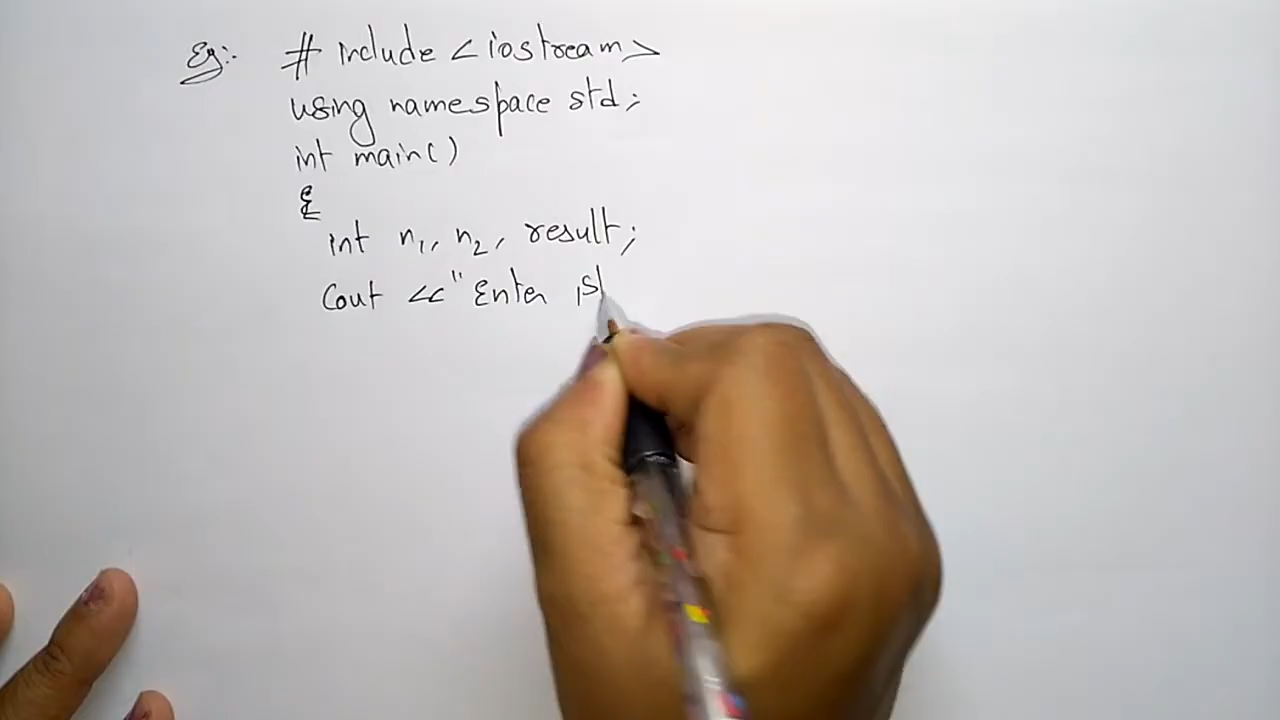 Eg:- # include <iostream>
using namespace std;
int main()
{
int n1, n2, result;
Cout << "Enter 1st